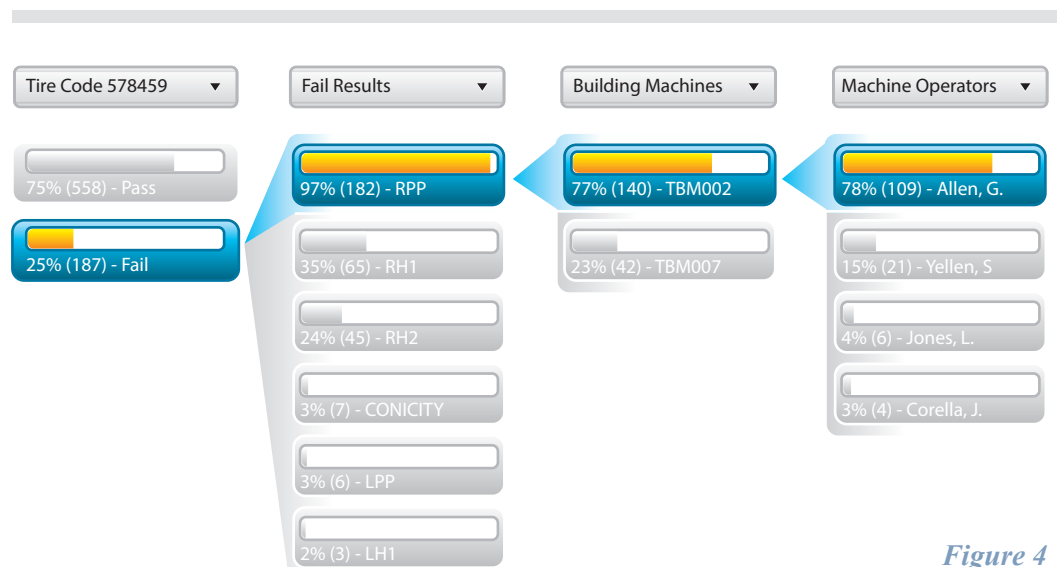 Tire Code 578459
Fail Results
Building Machines
Machine Operators
75% (558) - Pass
25% (187) - Fail
97% (182) - RPP
35% (65) - RH1
24% (45) - RH2
3% (7) - CONICITY
3% (6) - LPP
2% (3) - LH1
77% (140) - TBM002
23% (42) - TBM007
78% (109) - Allen, G.
15% (21) - Yellen, S
4% (6) - Jones, L.
3% (4) - Corella, J.
Figure 4